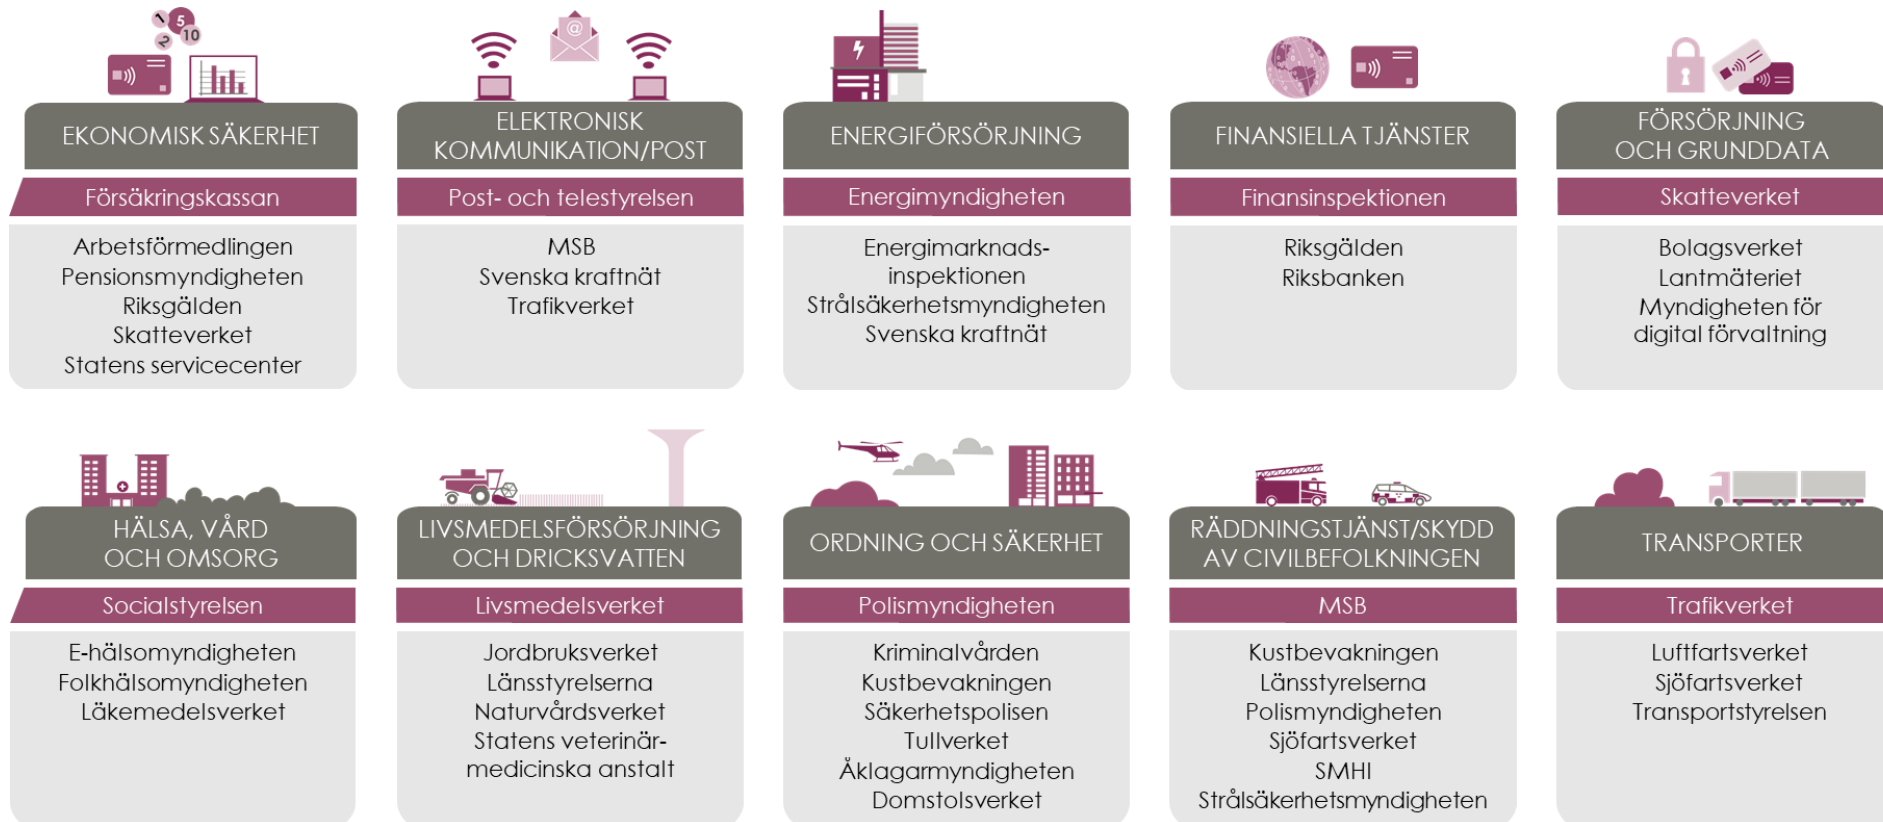 1
5
2
10
@
EKONOMISK SÄKERHET
Försäkringskassan
Arbetsförmedlingen
Pensionsmyndigheten
Riksgälden
Skatteverket
Statens servicecenter
ELEKTRONISK
KOMMUNIKATION/POST
Post- och telestyrelsen
MSB
Svenska kraftnät
Trafikverket
ENERGIFÖRSÖRJNING
Energimyndigheten
Energimarknads-
inspektionen
Strålsäkerhetsmyndigheten
Svenska kraftnät
FINANSIELLA TJÄNSTER
Finansinspektionen
Riksgälden
Riksbanken
FÖRSÖRJNING
OCH GRUNDDATA
Skatteverket
Bolagsverket
Lantmäteriet
Myndigheten för
digital förvaltning
HÄLSA, VÅRD
OCH OMSORG
Socialstyrelsen
E-hälsomyndigheten
Folkhälsomyndigheten
Läkemedelsverket
LIVSMEDELSFÖRSÖRJNING
OCH DRICKSVATTEN
Livsmedelsverket
Jordbruksverket
Länsstyrelserna
Naturvårdsverket
Statens veterinär-
medicinska anstalt
ORDNING OCH SÄKERHET
Polismyndigheten
Kriminalvården
Kustbevakningen
Säkerhetspolisen
Tullverket
Åklagarmyndigheten
Domstolsverket
RÄDDNINGSTJÄNST/SKYDD
AV CIVILBEFOLKNINGEN
MSB
Kustbevakningen
Länsstyrelserna
Polismyndigheten
Sjöfartsverket
SMHI
Strålsäkerhetsmyndigheten
TRANSPORTER
Trafikverket
Luftfartsverket
Sjöfartsverket
Transportstyrelsen